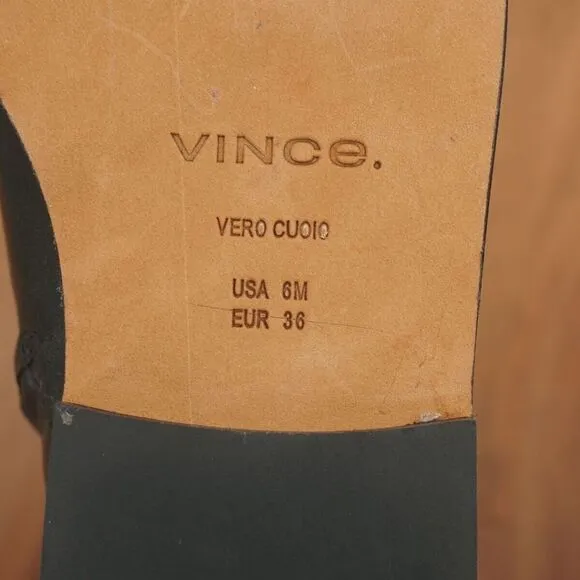 VINCe.
VERO CUOIO
USA 6M
EUR 36